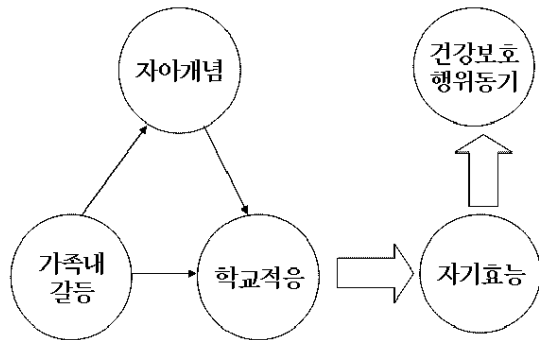 자아개념
건강보호
행위동기
가족내
갈등
학교적응
자기효능